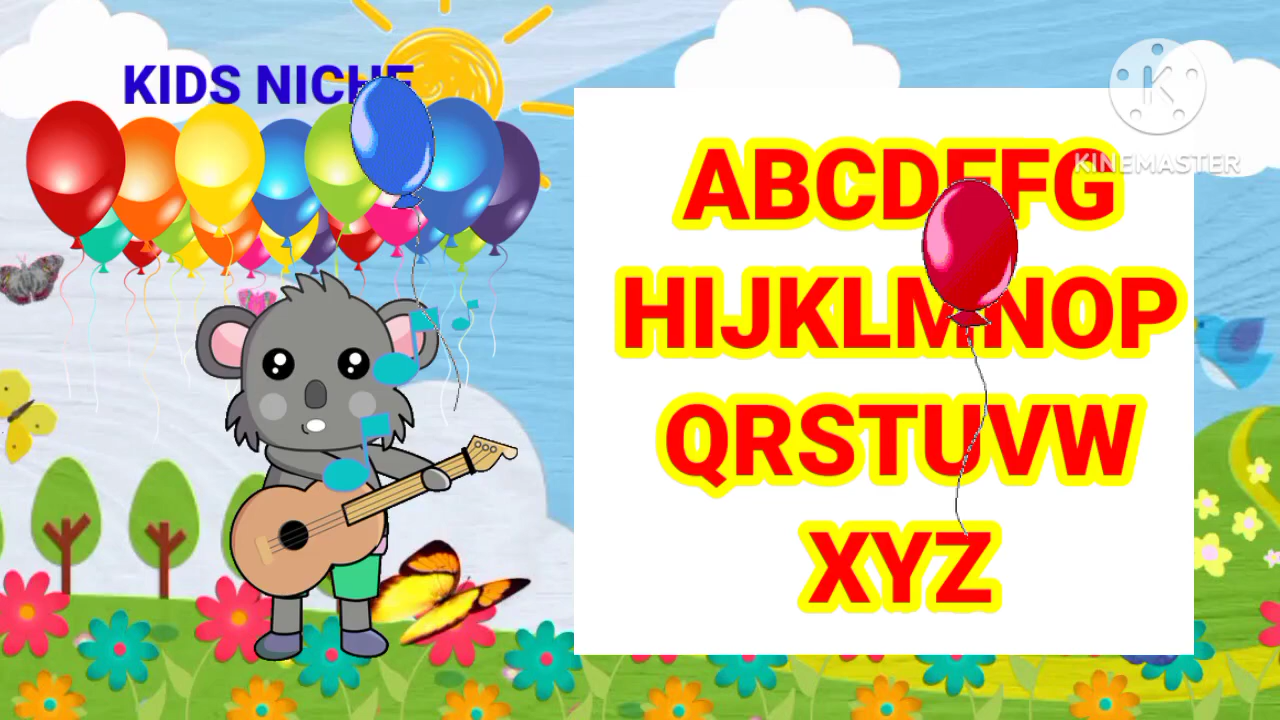 KIDS NICHE
KINEMASTER
ABCDEFG
HIJKLMNOP
QRSTUVW
XYZ